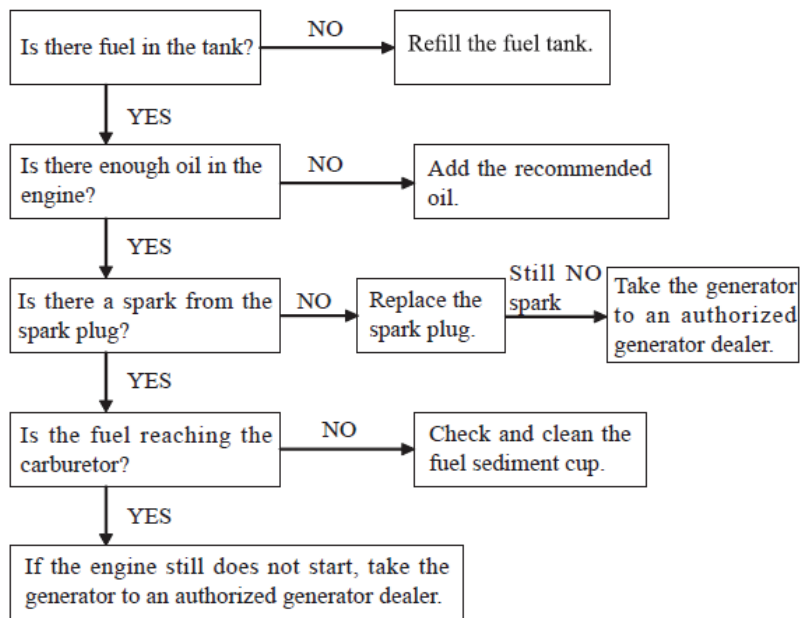 Is there fuel in the tank?
NO
Refill the fuel tank.
YES
Is there enough oil in the
engine?
NO
Add the recommended
oil.
YES
Is there a spark from the
spark plug?
NO
Replace the
spark plug.
Still NO
spark
Take the generator
to an authorized
generator dealer.
YES
Is the fuel reaching the
carburetor?
NO
Check and clean the
fuel sediment cup.
YES
If the engine still does not start, take the
generator to an authorized generator dealer.